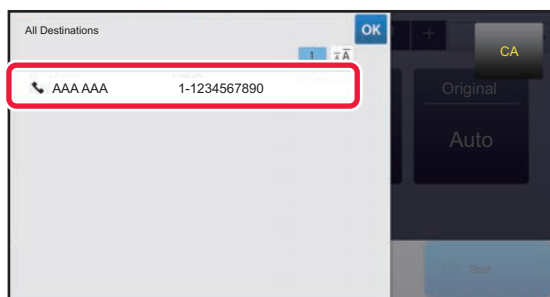 All Destinations
OK
CA
AAA AAA 1-1234567890
Original
Auto
Start